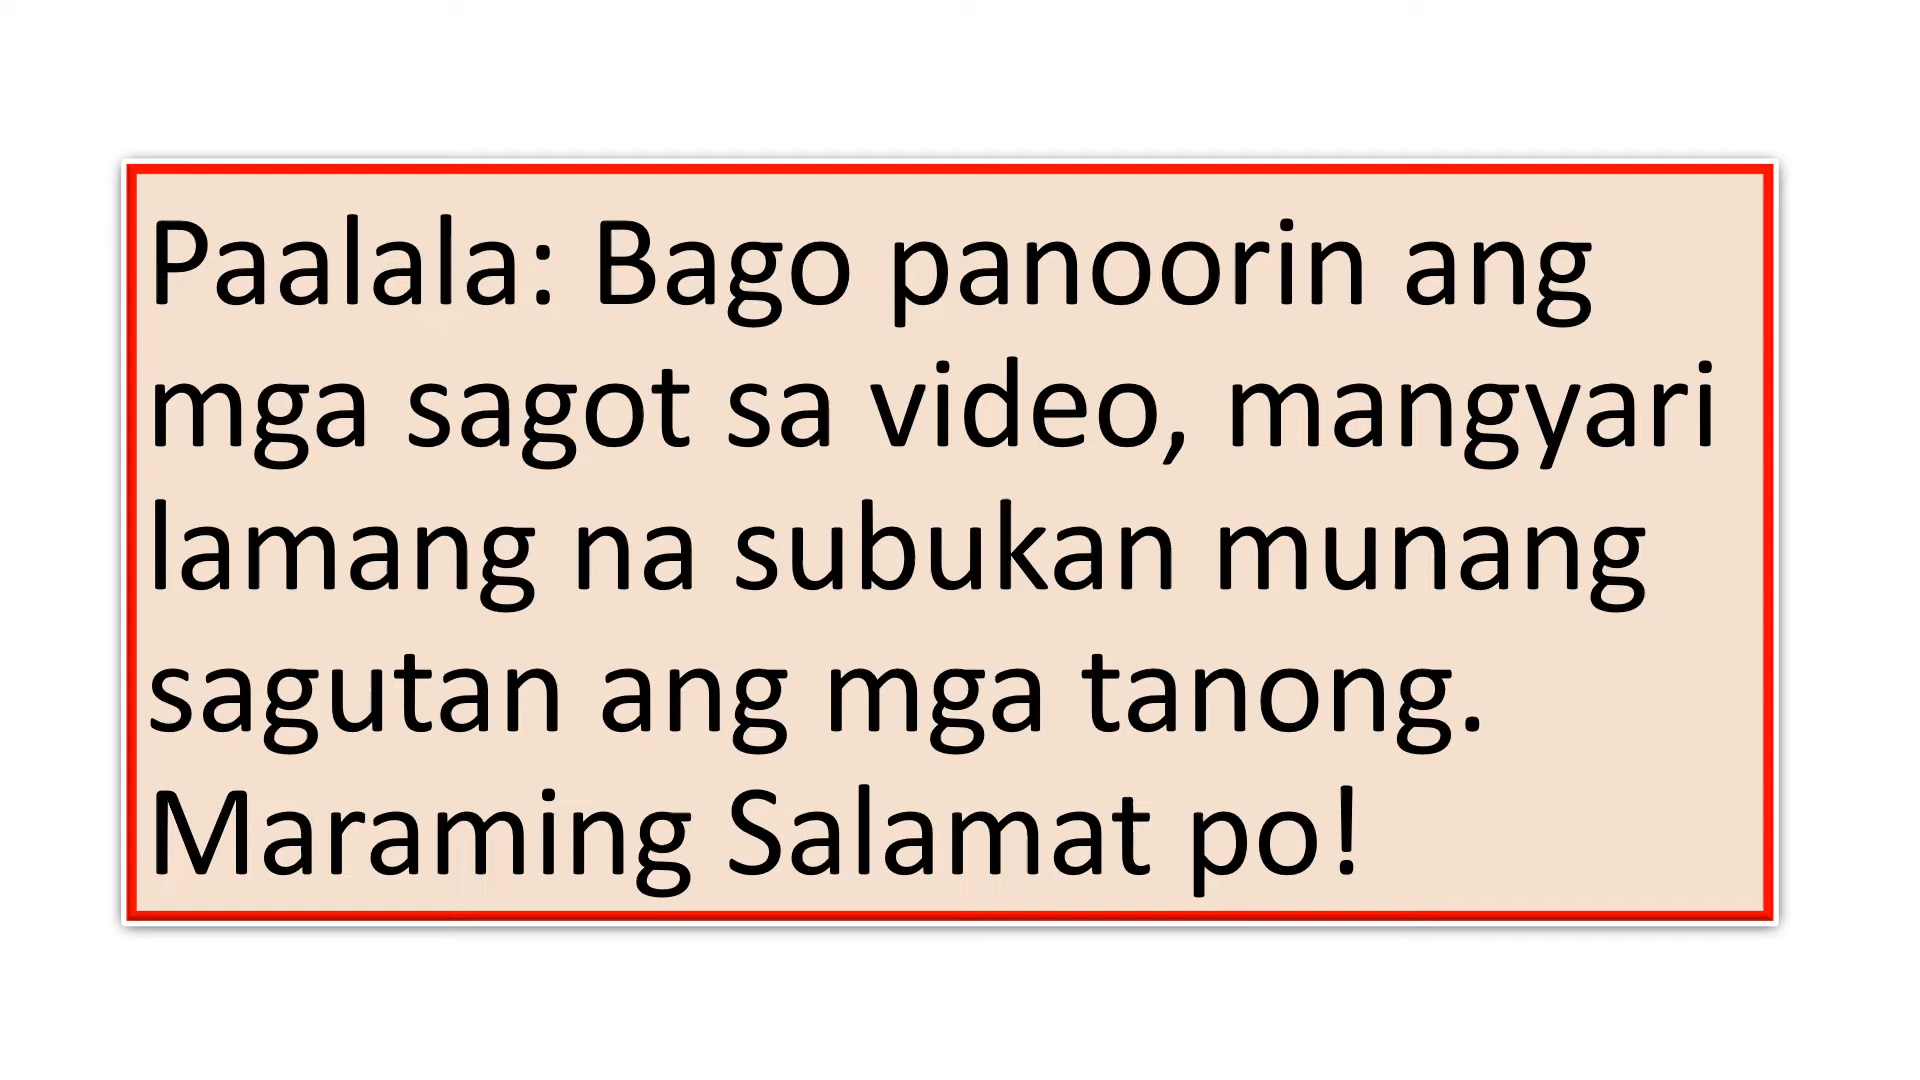 Paalala: Bago panoorin ang
mga sagot sa video, mangyari
lamang na subukan munang
sagutan ang mga tanong.
Maraming Salamat po!